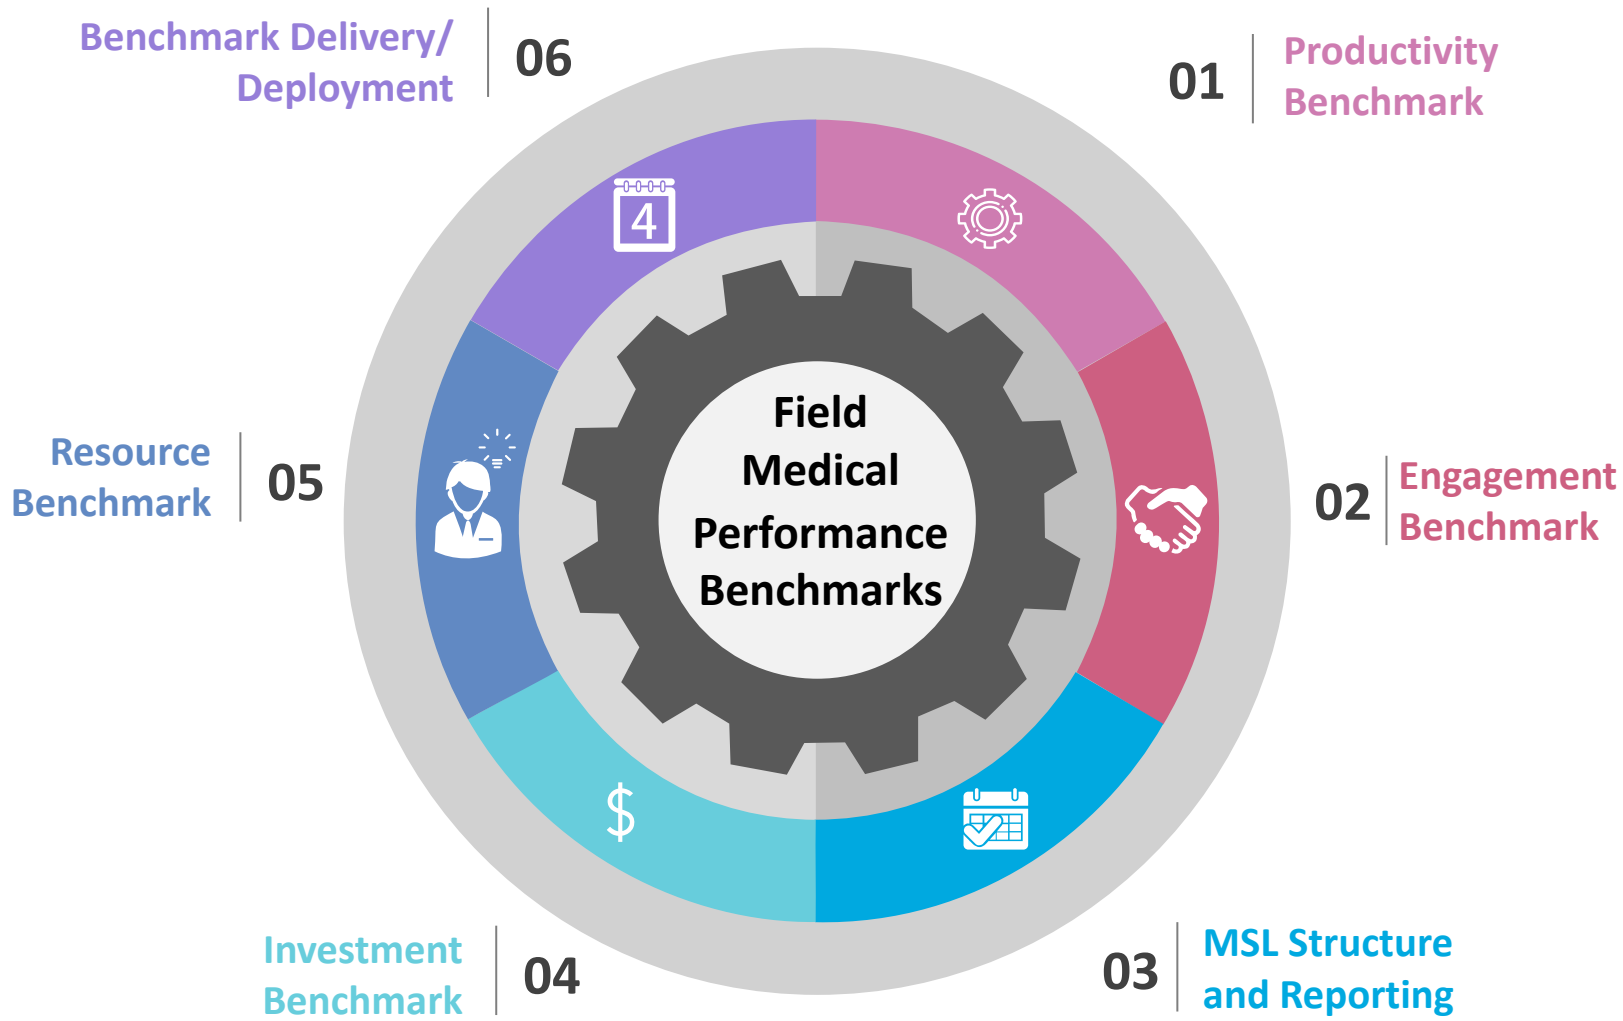 Benchmark Delivery/
Deployment
06
01
Productivity
Benchmark
4
Field
Medical
Performance
Benchmarks
Resource
Benchmark
05
02
Engagement
Benchmark
$
Investment
Benchmark
04
03
MSL Structure
and Reporting